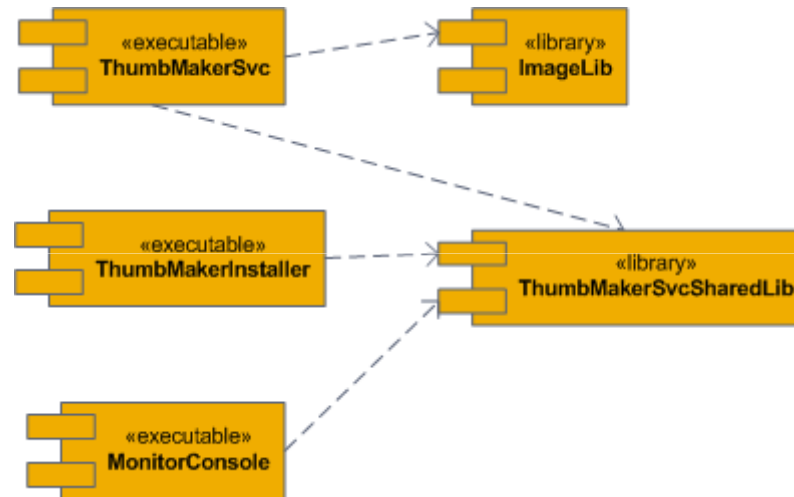 «executable»
ThumbMakerSvc
«library»
ImageLib
«executable»
ThumbMakerInstaller
«library»
ThumbMakerSvcSharedLib
«executable»
MonitorConsole